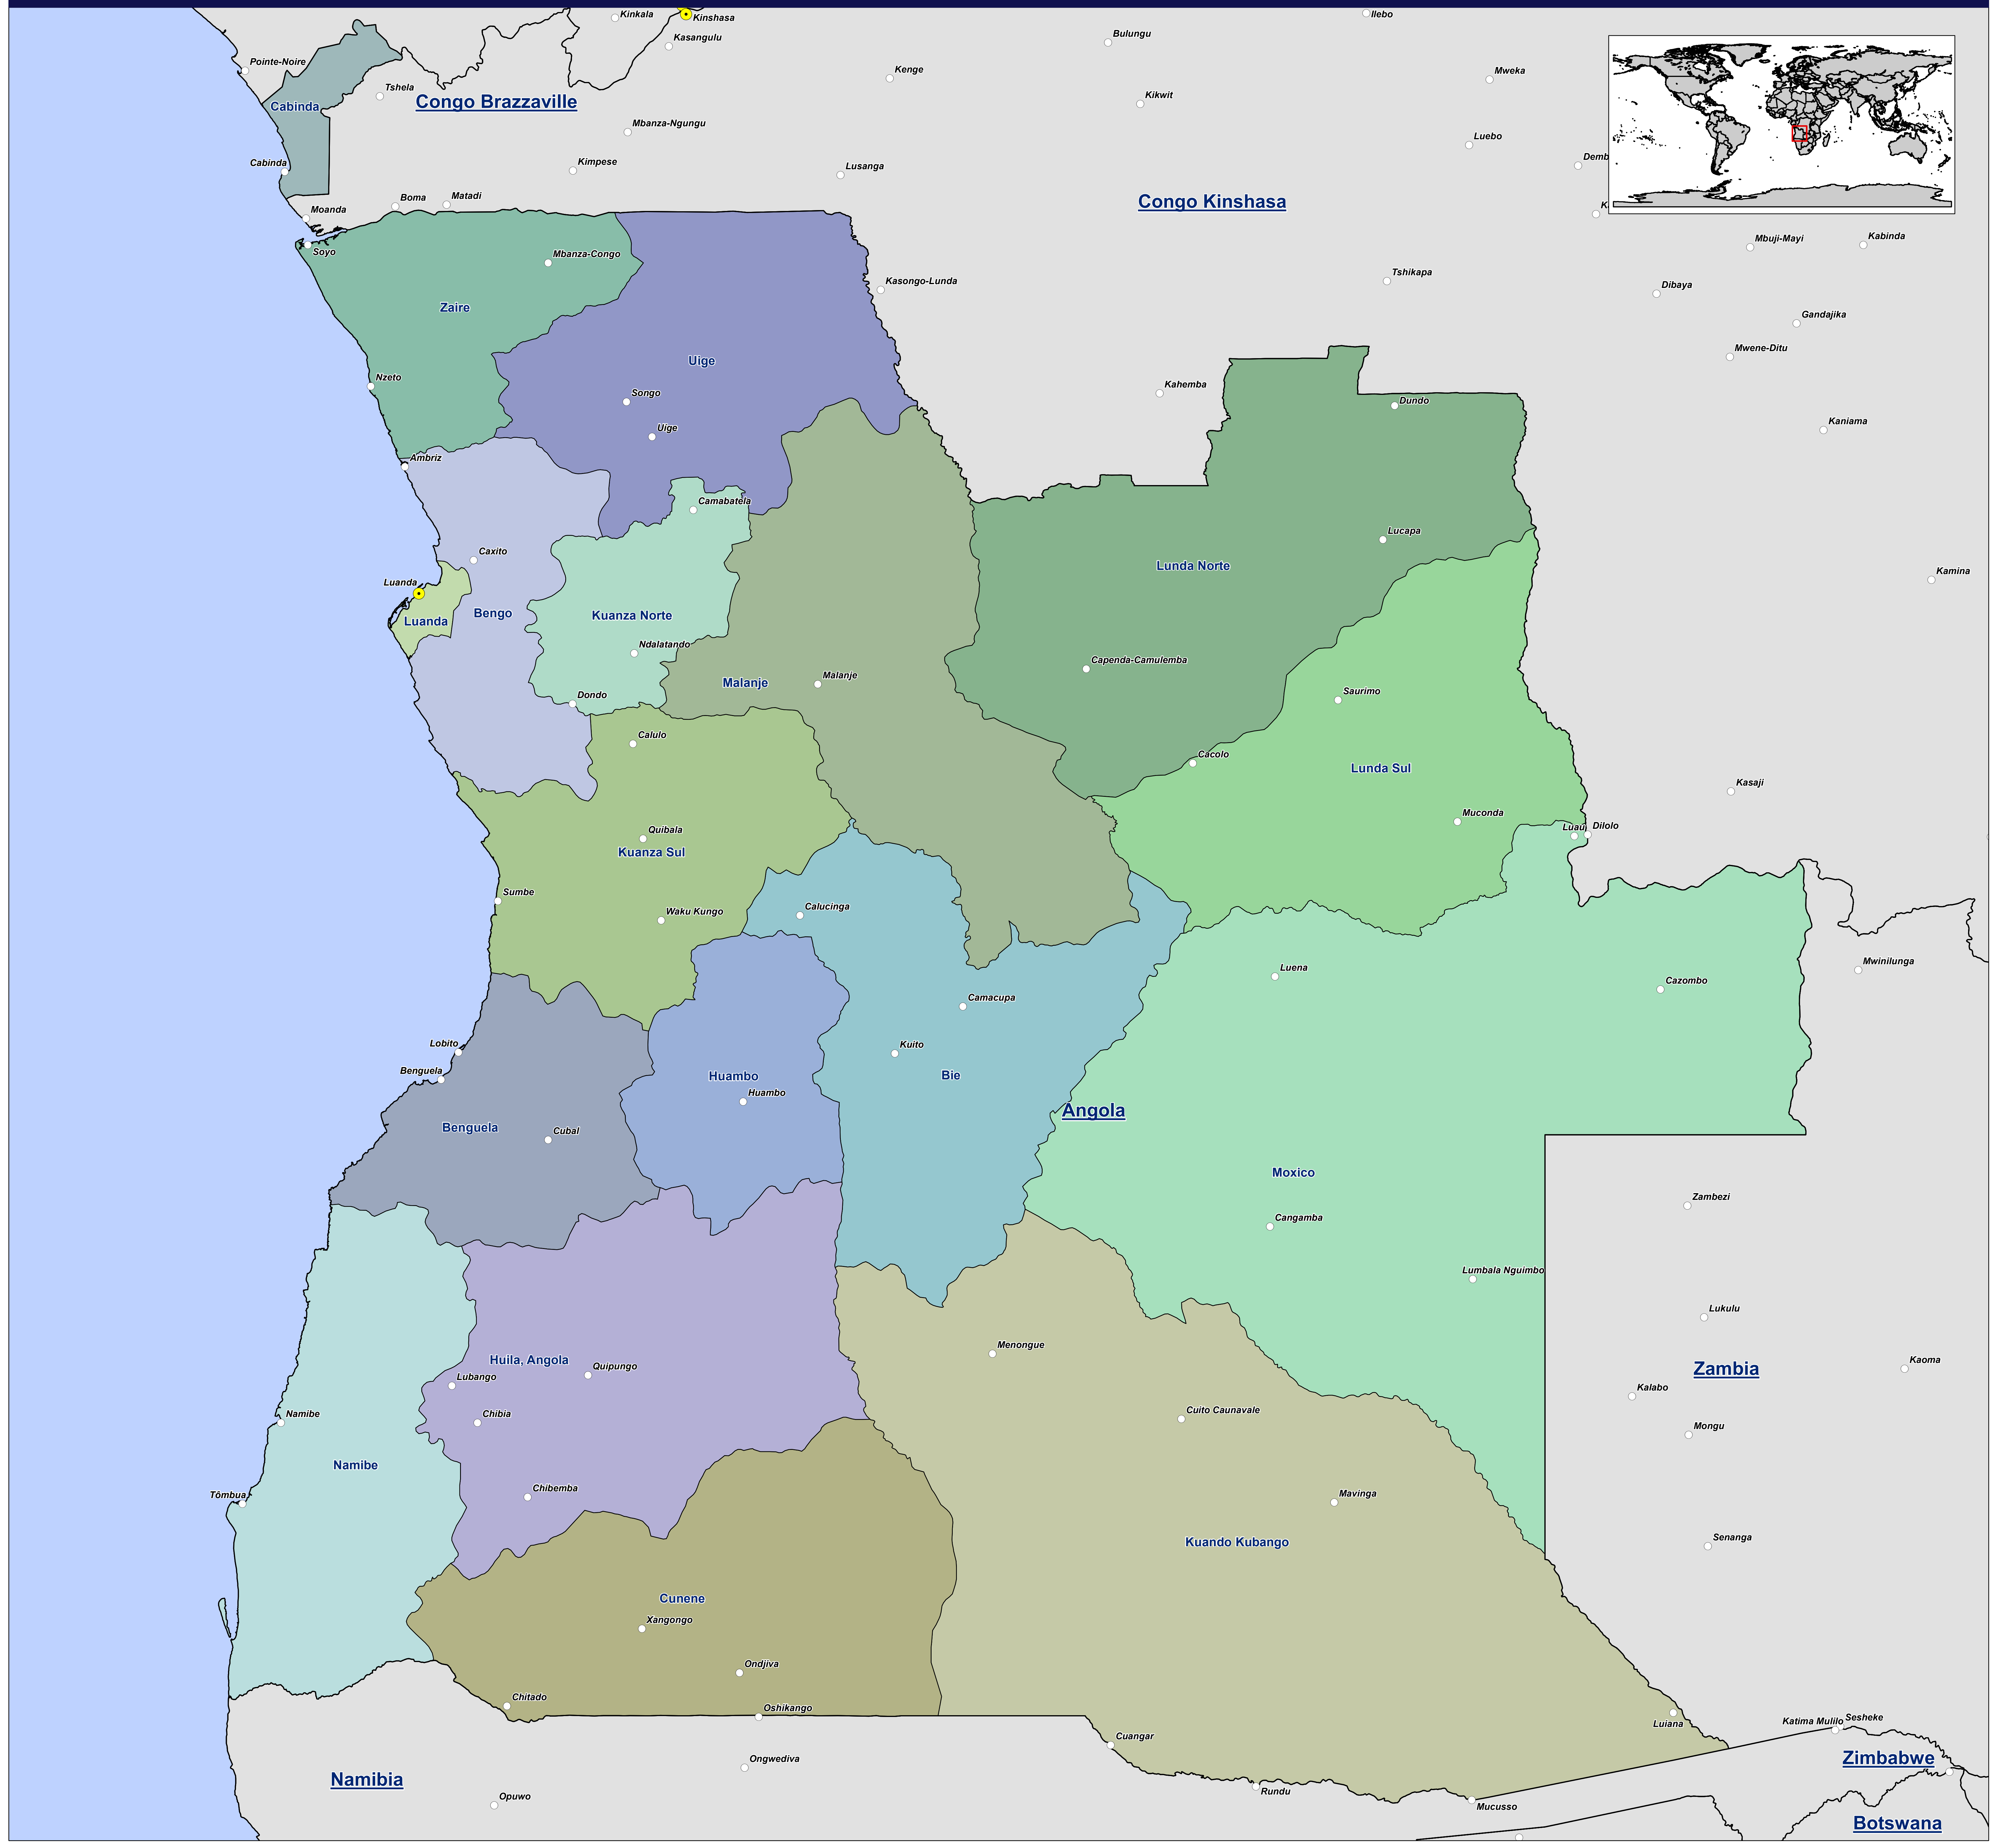 Kinkala
Kinshasa
Ilebo
Kasangulu
Bulungu
Pointe-Noire
Kenge
Mweka
Tshela
Congo Brazzaville
Kikwit
Cabinda
Mbanza-Ngungu
Luebo
Cabinda
Kimpese
Lusanga
Demb
Boma
Matadi
Congo Kinshasa
K
Moanda
Soyo
Mbanza-Congo
Mbuji-Mayi
Kabinda
Kasongo-Lunda
Tshikapa
Dibaya
Zaire
Gandajika
Uige
Mwene-Ditu
Nzeto
Songo
Kahemba
Dundo
Uige
Kaniama
Ambriz
Camabatela
Lucapa
Caxito
Lunda Norte
Kamina
Luanda
Bengo
Kuanza Norte
Luanda
Ndalatando
Capenda-Camulemba
Malanje
Malanje
Dondo
Saurimo
Calulo
Cacolo
Lunda Sul
Kasaji
Muconda
Quibala
Luau
Dilolo
Kuanza Sul
Sumbe
Calucinga
Waku Kungo
Luena
Mwinilunga
Cazombo
Camacupa
Lobito
Kuito
Benguela
Huambo
Bie
Huambo
Angola
Benguela
Cubal
Moxico
Zambezi
Cangamba
Lumbala Nguimbo
Lukulu
Menongue
Huila, Angola
Quipungo
Zambia
Kaoma
Lubango
Kalabo
Namibe
Chibia
Cuito Caunavale
Mongu
Namibe
Chibemba
Tômbua
Mavinga
Kuando Kubango
Senanga
Cunene
Xangongo
Ondjiva
Chitado
Oshikango
Luiana
Katima Mulilo
Sesheke
Cuangar
Ongwediva
Zimbabwe
Namibia
Rundu
Opuwo
Mucusso
Botswana